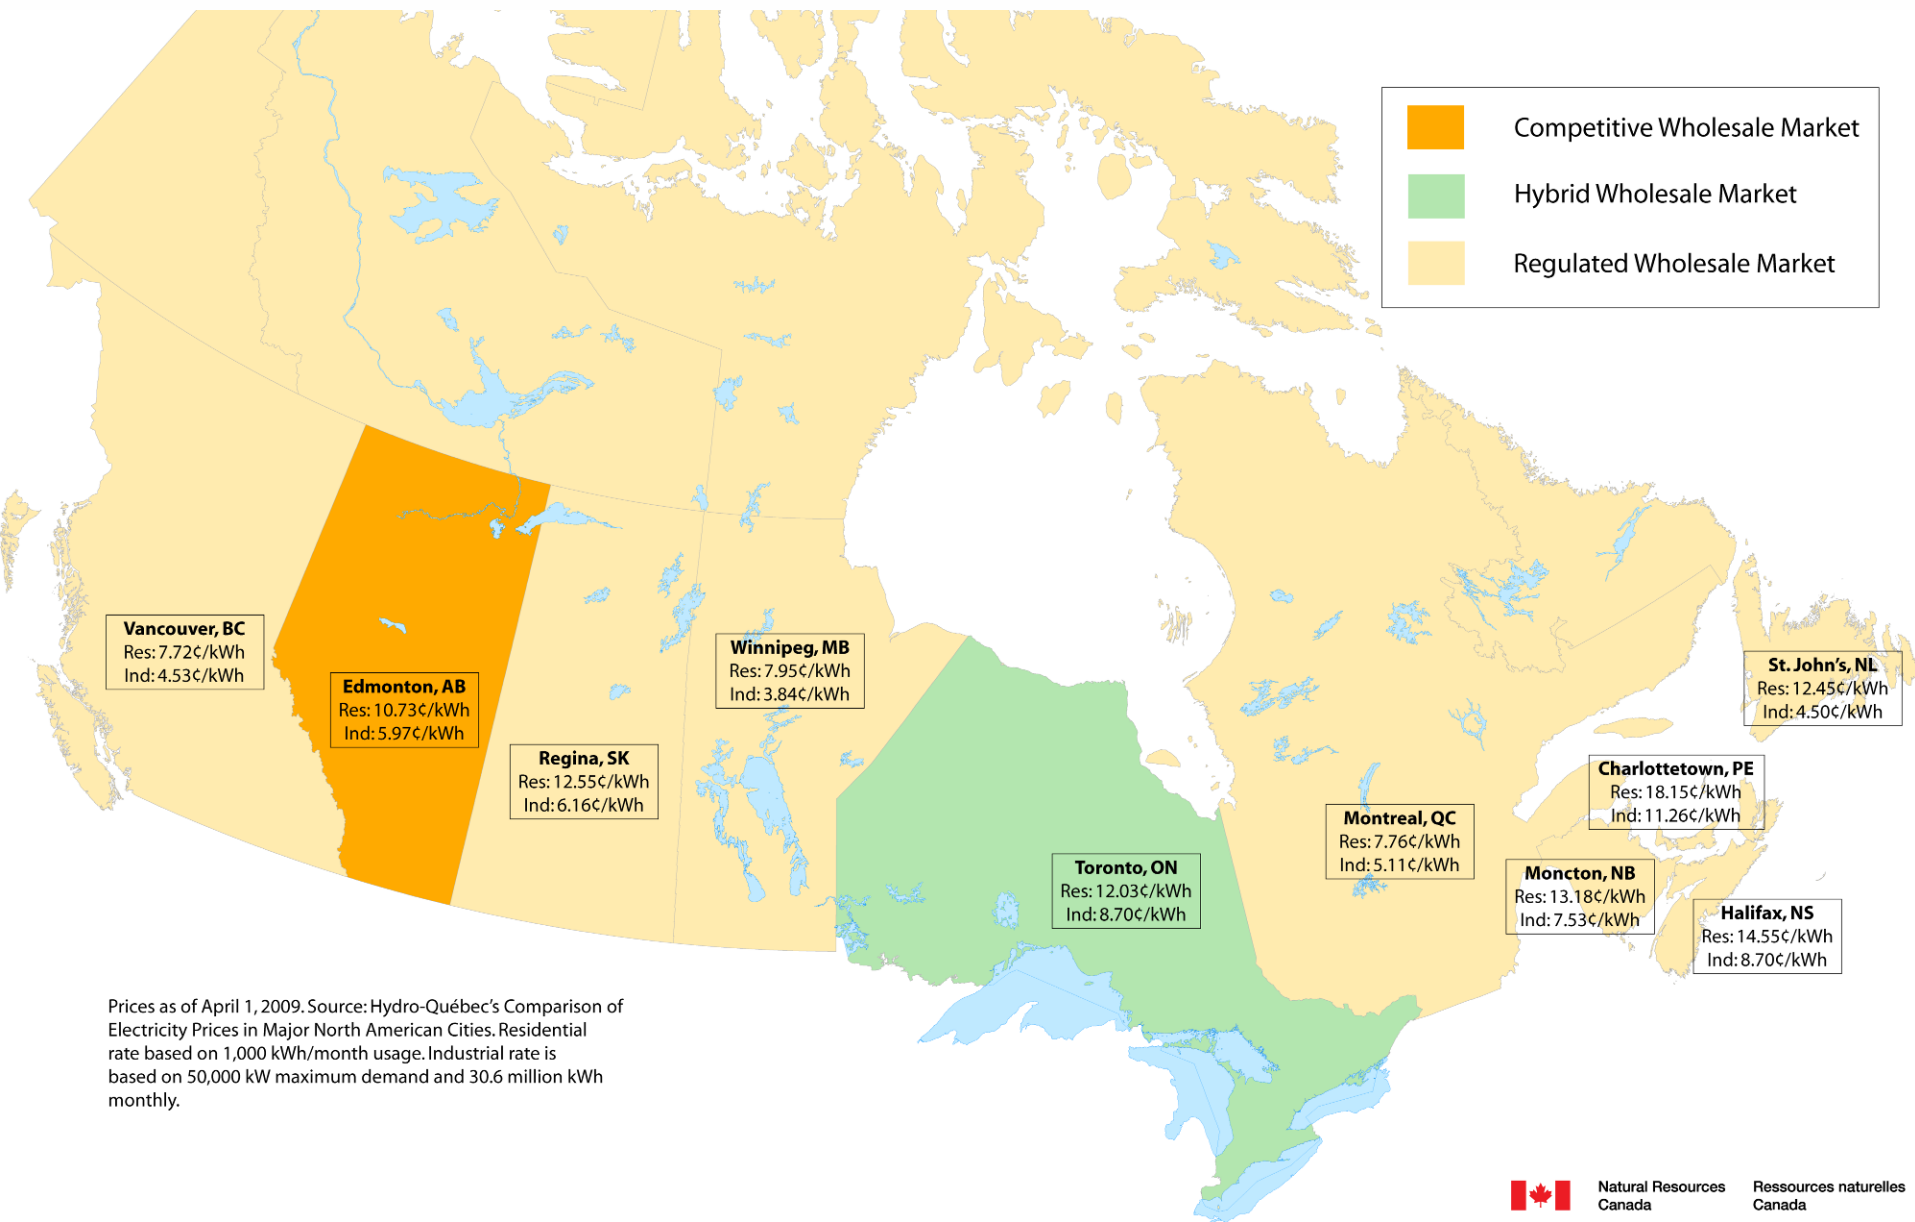 Competitive Wholesale Market
Hybrid Wholesale Market
Regulated Wholesale Market
Vancouver, BC
Res: 7.72¢/kWh
Ind: 4.53¢/kWh
Edmonton, AB
Res: 10.73¢/kWh
Ind: 5.97¢/kWh
Regina, SK
Res: 12.55¢/kWh
Ind: 6.16¢/kWh
Winnipeg, MB
Res: 7.95¢/kWh
Ind: 3.84¢/kWh
Toronto, ON
Res: 12.03¢/kWh
Ind: 8.70¢/kWh
Montreal, QC
Res: 7.76¢/kWh
Ind: 5.11¢/kWh
St. John's, NL
Res: 12.45¢/kWh
Ind: 4.50¢/kWh
Charlottetown, PE
Res: 18.15¢/kWh
Ind: 11.26¢/kWh
Moncton, NB
Res: 13.18¢/kWh
Ind: 7.53¢/kWh
Halifax, NS
Res: 14.55¢/kWh
Ind: 8.70¢/kWh
Prices as of April 1, 2009. Source: Hydro-Québec's Comparison of
Electricity Prices in Major North American Cities. Residential
rate based on 1,000 kWh/month usage. Industrial rate is
based on 50,000 kW maximum demand and 30.6 million kWh
monthly.
Natural Resources
Canada
Ressources naturelles
Canada